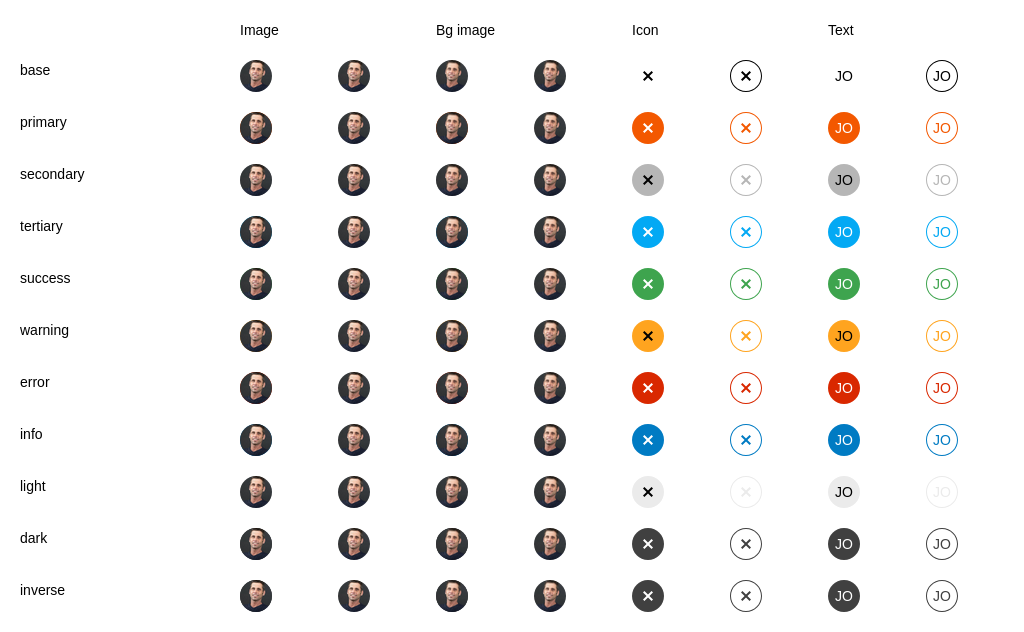 Image Bg image Icon Text
base JO JO
primary JO JO
secondary JO JO
tertiary JO JO
success JO JO
warning JO JO
error JO JO
info JO JO
light JO JO
dark JO JO
inverse JO JO